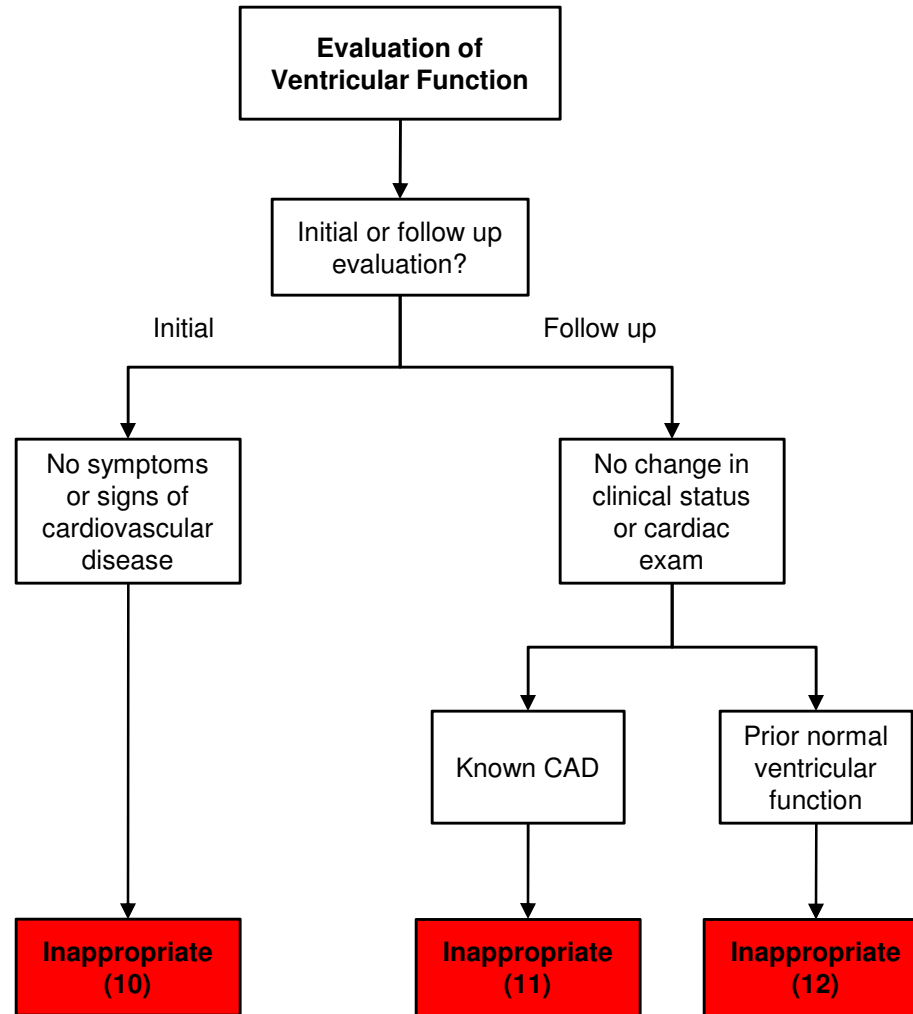 Evaluation of
Ventricular Function
Initial or follow up
evaluation?
Initial
Follow up
No symptoms
or signs of
cardiovascular
disease
No change in
clinical status
or cardiac
exam
Known CAD
Prior normal
ventricular
function
Inappropriate
(10)
Inappropriate
(11)
Inappropriate
(12)